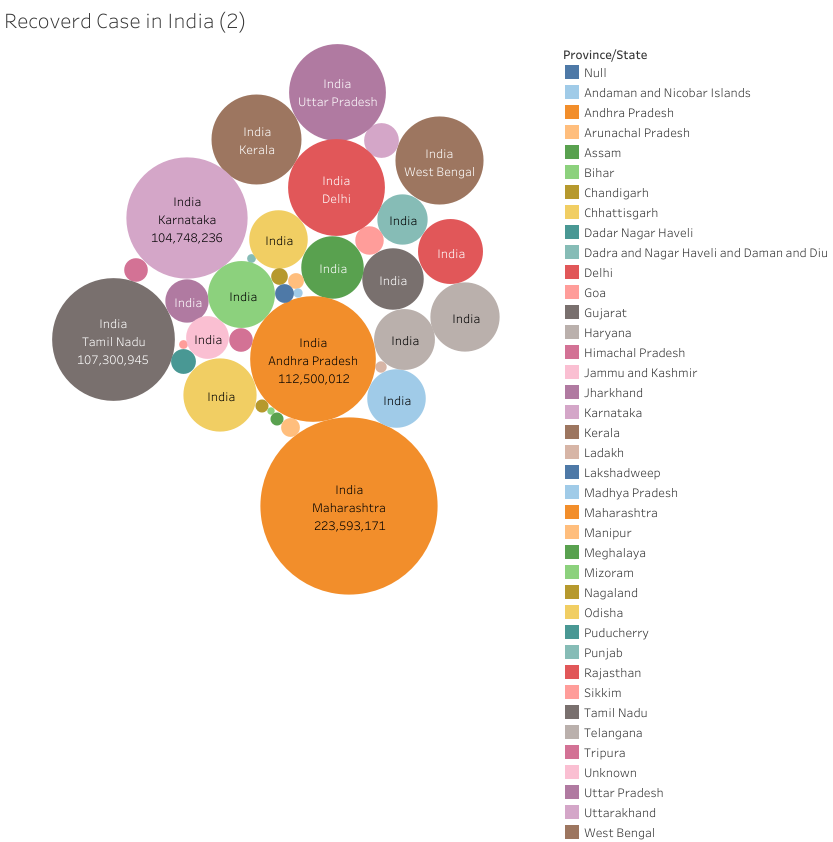 Recoverd Case in India (2)
India
Uttar Pradesh
India
Kerala
India
West Bengal
India
Delhi
India
Karnataka
104,748,236
India
India
India
India
India
India
India
India
Tamil Nadu
107,300,945
India
India
India
Andhra Pradesh
112,500,012
India
India
India
India
Maharashtra
223,593,171
Province/State
Null
Andaman and Nicobar Islands
Andhra Pradesh
Arunachal Pradesh
Assam
Bihar
Chandigarh
Chhattisgarh
Dadar Nagar Haveli
Dadra and Nagar Haveli and Daman and Diu
Delhi
Goa
Gujarat
Haryana
Himachal Pradesh
Jammu and Kashmir
Jharkhand
Karnataka
Kerala
Ladakh
Lakshadweep
Madhya Pradesh
Maharashtra
Manipur
Meghalaya
Mizoram
Nagaland
Odisha
Puducherry
Punjab
Rajasthan
Sikkim
Tamil Nadu
Telangana
Tripura
Unknown
Uttar Pradesh
Uttarakhand
West Bengal